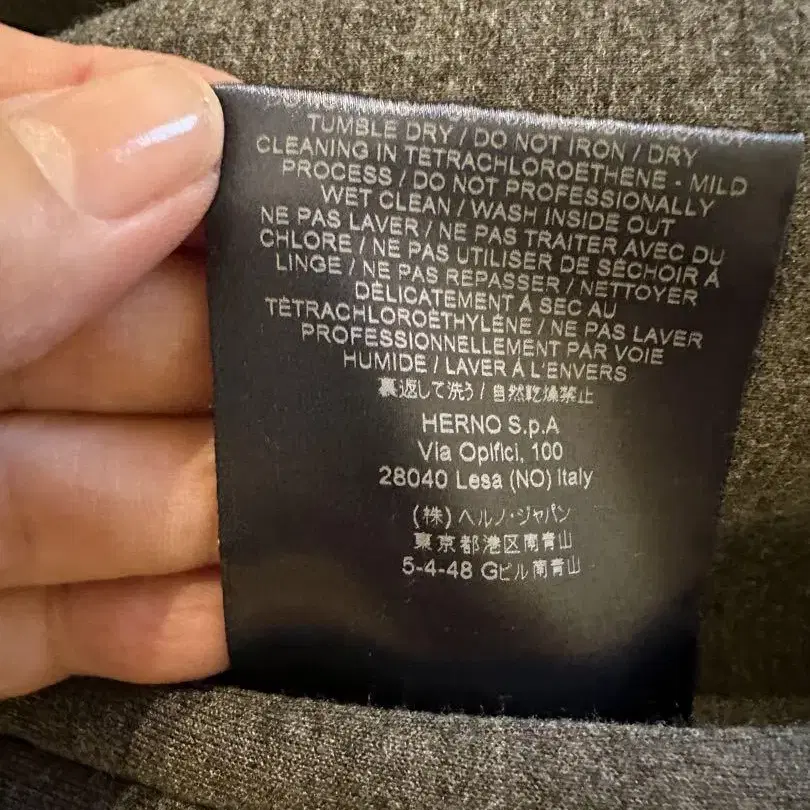 TUMBLE DRY / DO NOT IRON / DRY
CLEANING IN TETRACHLOROETHENE - MILD
PROCESS / DO NOT PROFESSIONALLY
WET CLEAN / WASH INSIDE OUT
NE PAS LAVER / NE PAS TRAITER AVEC DU
CHLORE / NE PAS UTILISER DE SÉCHOIR À
LINGE / NE PAS REPASSER / NETTOYER
DÉLICATEMENT À SEC AU
TÉTRACHLOROÉTHYLÈNE / NE PAS LAVER
PROFESSIONNELLEMENT PAR VOIE
HUMIDE / LAVER À L'ENVERS
裏返して洗う / 自然乾燥禁止
HERNO S.p.A
Via Opifici, 100
28040 Lesa (NO) Italy
(株) ヘルノ・ジャパン
東京都港区南青山
5-4-48 Gビル南青山